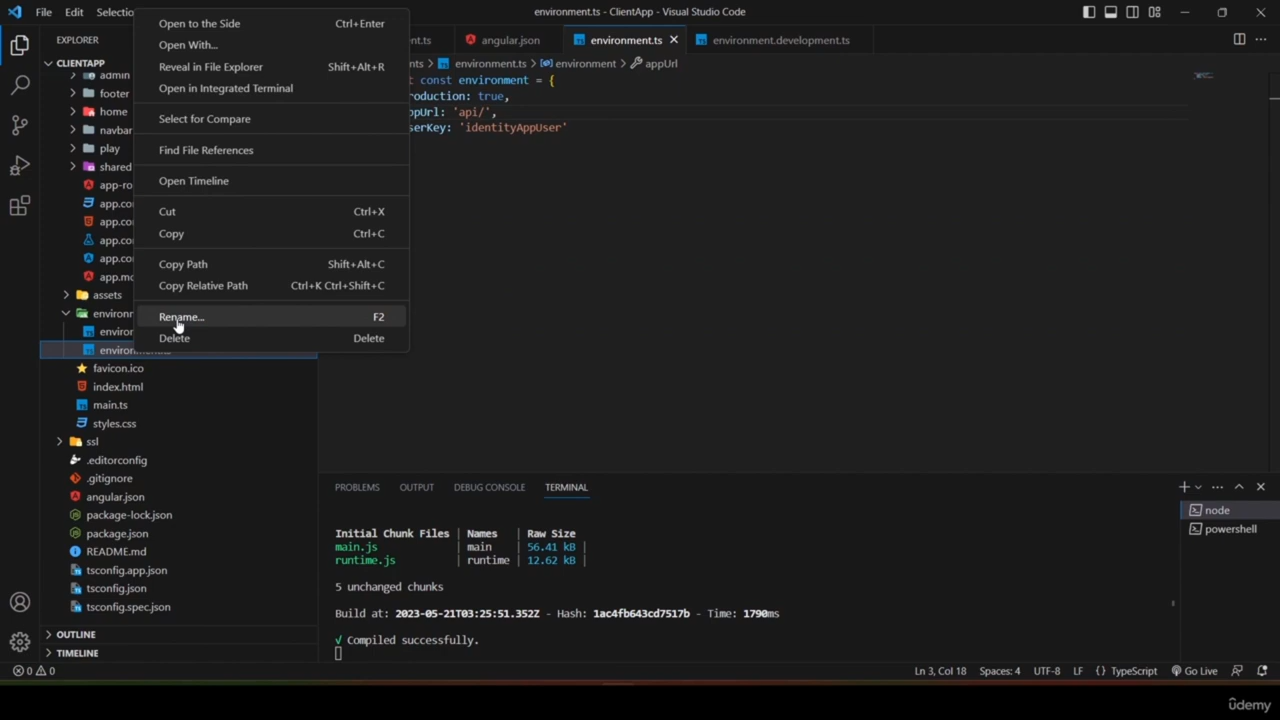 File Edit Selectio
environment.ts - ClientApp - Visual Studio Code
EXPLORER
CLIENTAPP
admin
footer
home
navbar
play
shared
app-ro
app.co
app.co
app.co
app.co
app.mo
assets
environ
environ
environment.ts
favicon.ico
index.html
main.ts
styles.css
ssl
.editorconfig
.gitignore
angular.json
package-lock.json
package.json
README.md
tsconfig.app.json
tsconfig.json
tsconfig.spec.json
OUTLINE
TIMELINE
Open to the Side Ctrl+Enter
Open With...
Reveal in File Explorer Shift+Alt+R
Open in Integrated Terminal
Select for Compare
Find File References
Open Timeline
Cut Ctrl+X
Copy Ctrl+C
Copy Path Shift+Alt+C
Copy Relative Path Ctrl+K Ctrl+Shift+C
Rename... F2
Delete Delete
nt.ts angular.json environment.ts environment.development.ts
nts > environment.ts > environment > appUrl
t const environment = {
roduction: true,
ppUrl: 'api/',
serKey: 'identityAppUser'
PROBLEMS OUTPUT DEBUG CONSOLE TERMINAL
Initial Chunk Files | Names | Raw Size
main.js | main | 56.41 kB |
runtime.js | runtime | 12.62 kB |
5 unchanged chunks
Build at: 2023-05-21T03:25:51.352Z - Hash: 1ac4fb643cd7517b - Time: 1790ms
√ Compiled successfully.
node
powershell
0 0
Ln 3, Col 18 Spaces: 4 UTF-8 LF {} TypeScript Go Live
ûdemy